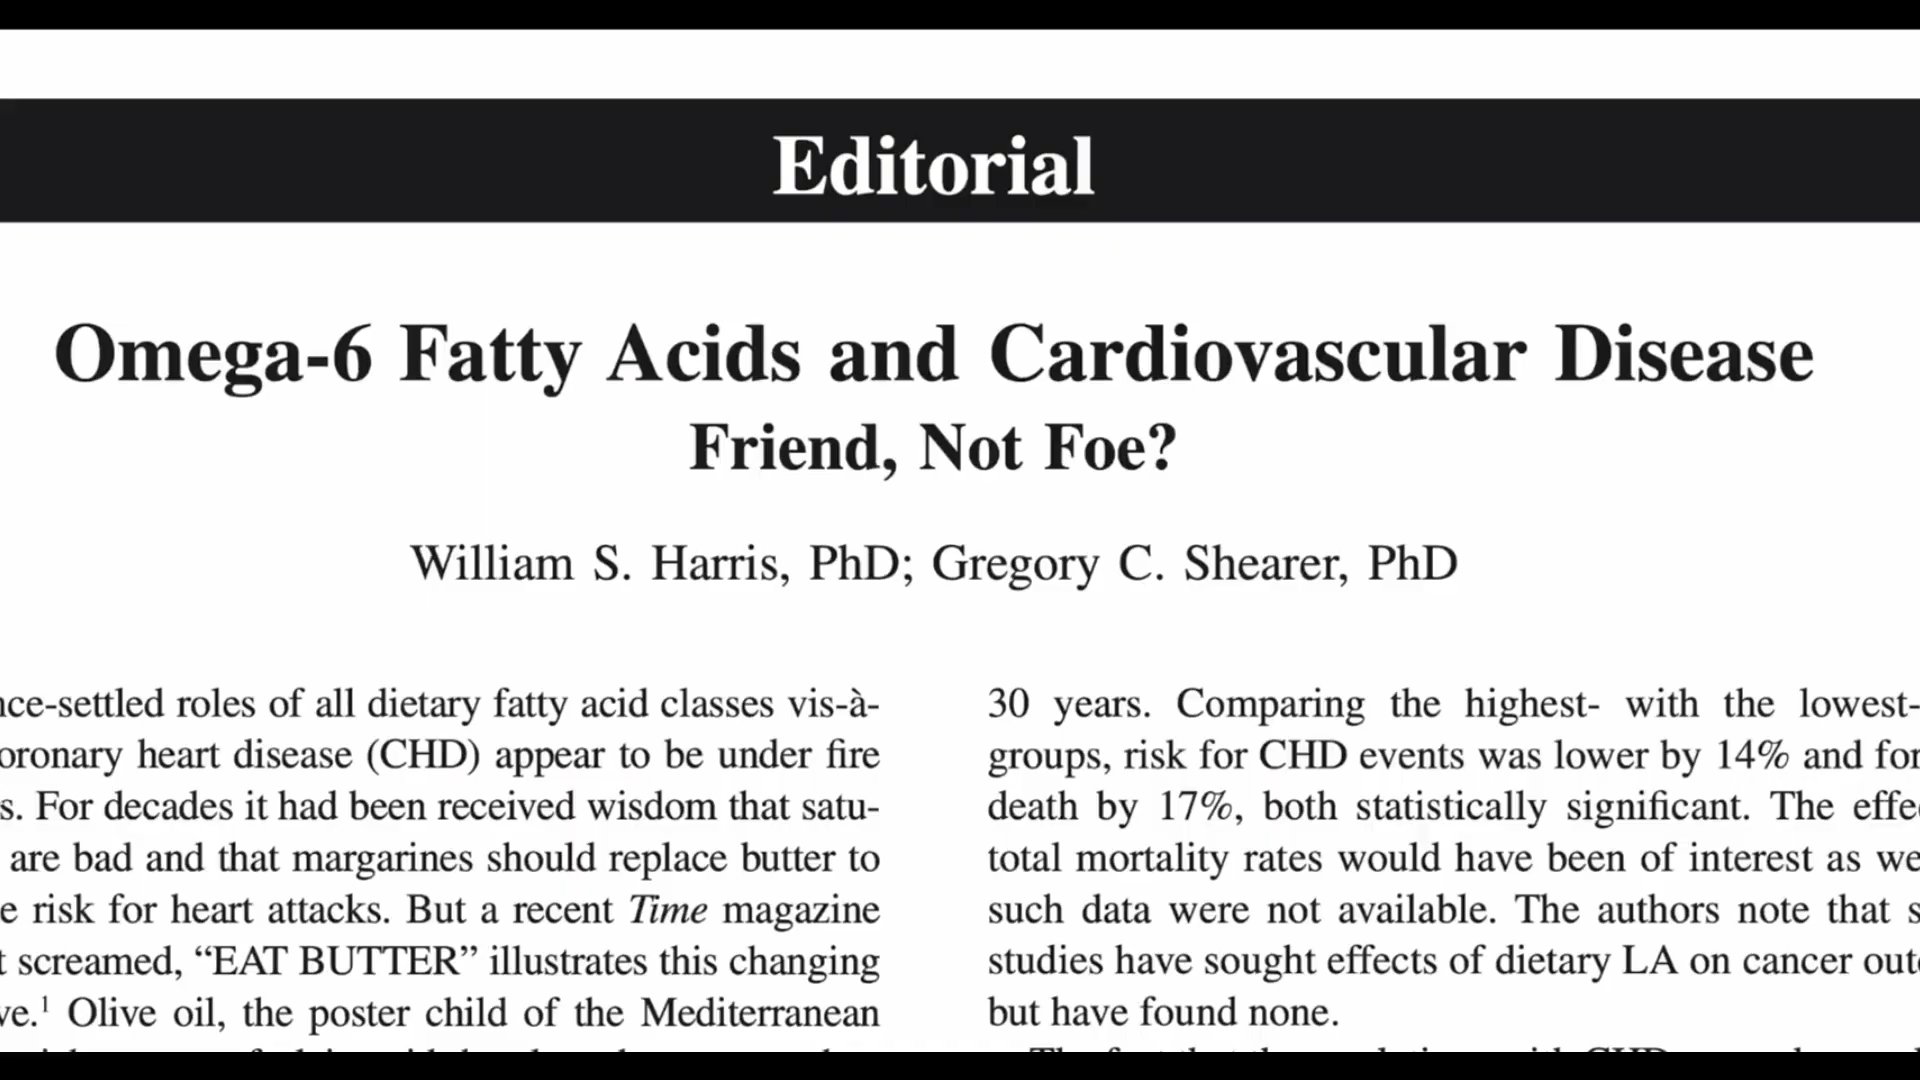 Editorial
Omega-6 Fatty Acids and Cardiovascular Disease
Friend, Not Foe?
William S. Harris, PhD; Gregory C. Shearer, PhD
nce-settled roles of all dietary fatty acid classes vis-à-
oronary heart disease (CHD) appear to be under fire
s. For decades it had been received wisdom that satu-
are bad and that margarines should replace butter to
e risk for heart attacks. But a recent Time magazine
t screamed, “EAT BUTTER” illustrates this changing
ve.¹ Olive oil, the poster child of the Mediterranean
30 years. Comparing the highest- with the lowest-
groups, risk for CHD events was lower by 14% and for
death by 17%, both statistically significant. The effe
total mortality rates would have been of interest as we
such data were not available. The authors note that s
studies have sought effects of dietary LA on cancer out
but have found none.